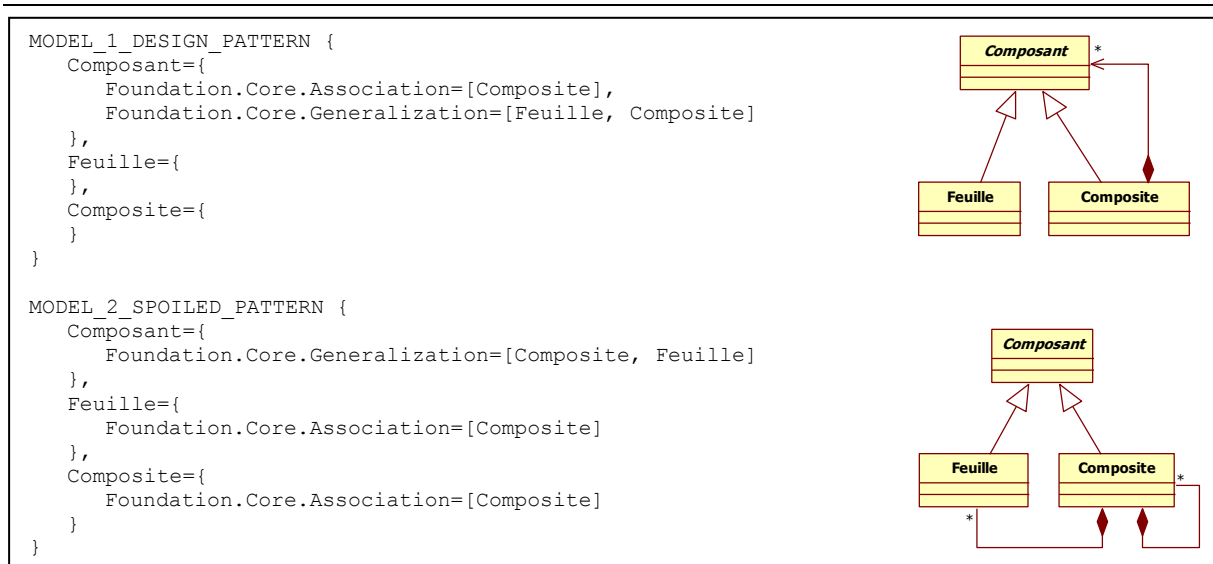 MODEL_1_DESIGN_PATTERN {
Composant={
Foundation.Core.Association=[Composite],
Foundation.Core.Generalization=[Feuille, Composite]
},
Feuille={
},
Composite={
}
}
Composant
*
Feuille
Composite
MODEL_2_SPOILED_PATTERN {
Composant={
Foundation.Core.Generalization=[Composite, Feuille]
},
Feuille={
Foundation.Core.Association=[Composite]
},
Composite={
Foundation.Core.Association=[Composite]
}
}
Composant
Feuille
Composite
*
*